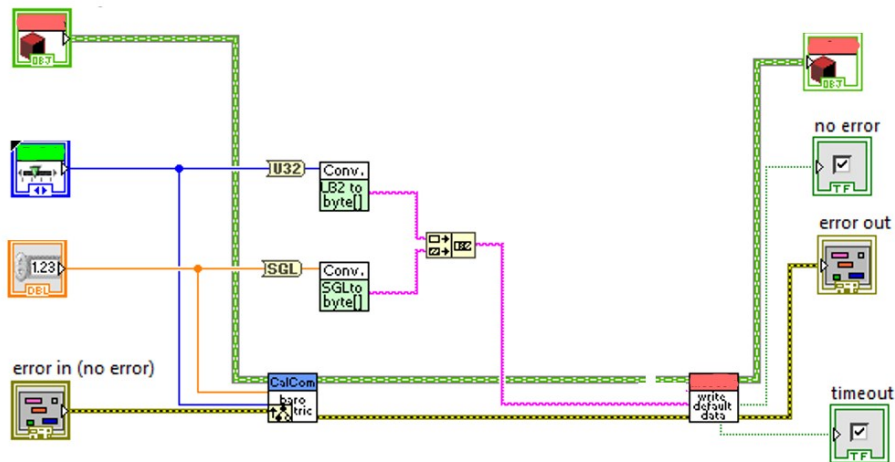 OBJ
OBJ
no error
TF
U32
Conv.
LB2 to
byte[]
error out
1.23
DBL
SGL
Conv.
SGLto
byte[]
error in (no error)
CalCom
baro
tric
write
default
data
timeout
TF